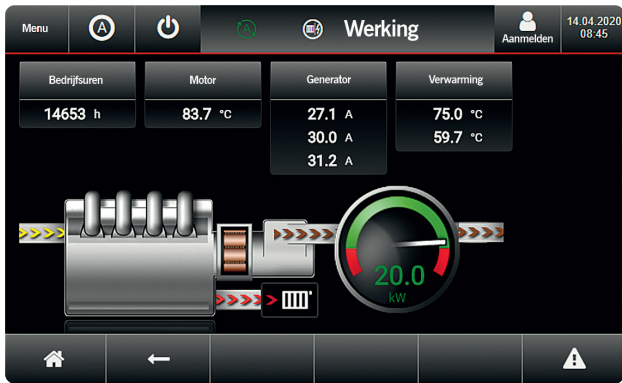 Menu
A
A
Werking
Aanmelden
14.04.2020
08:45
Bedrijfsuren
14653 h
Motor
83.7 °C
Generator
27.1 A
30.0 A
31.2 A
Verwarming
75.0 °C
59.7 °C
20.0
kW